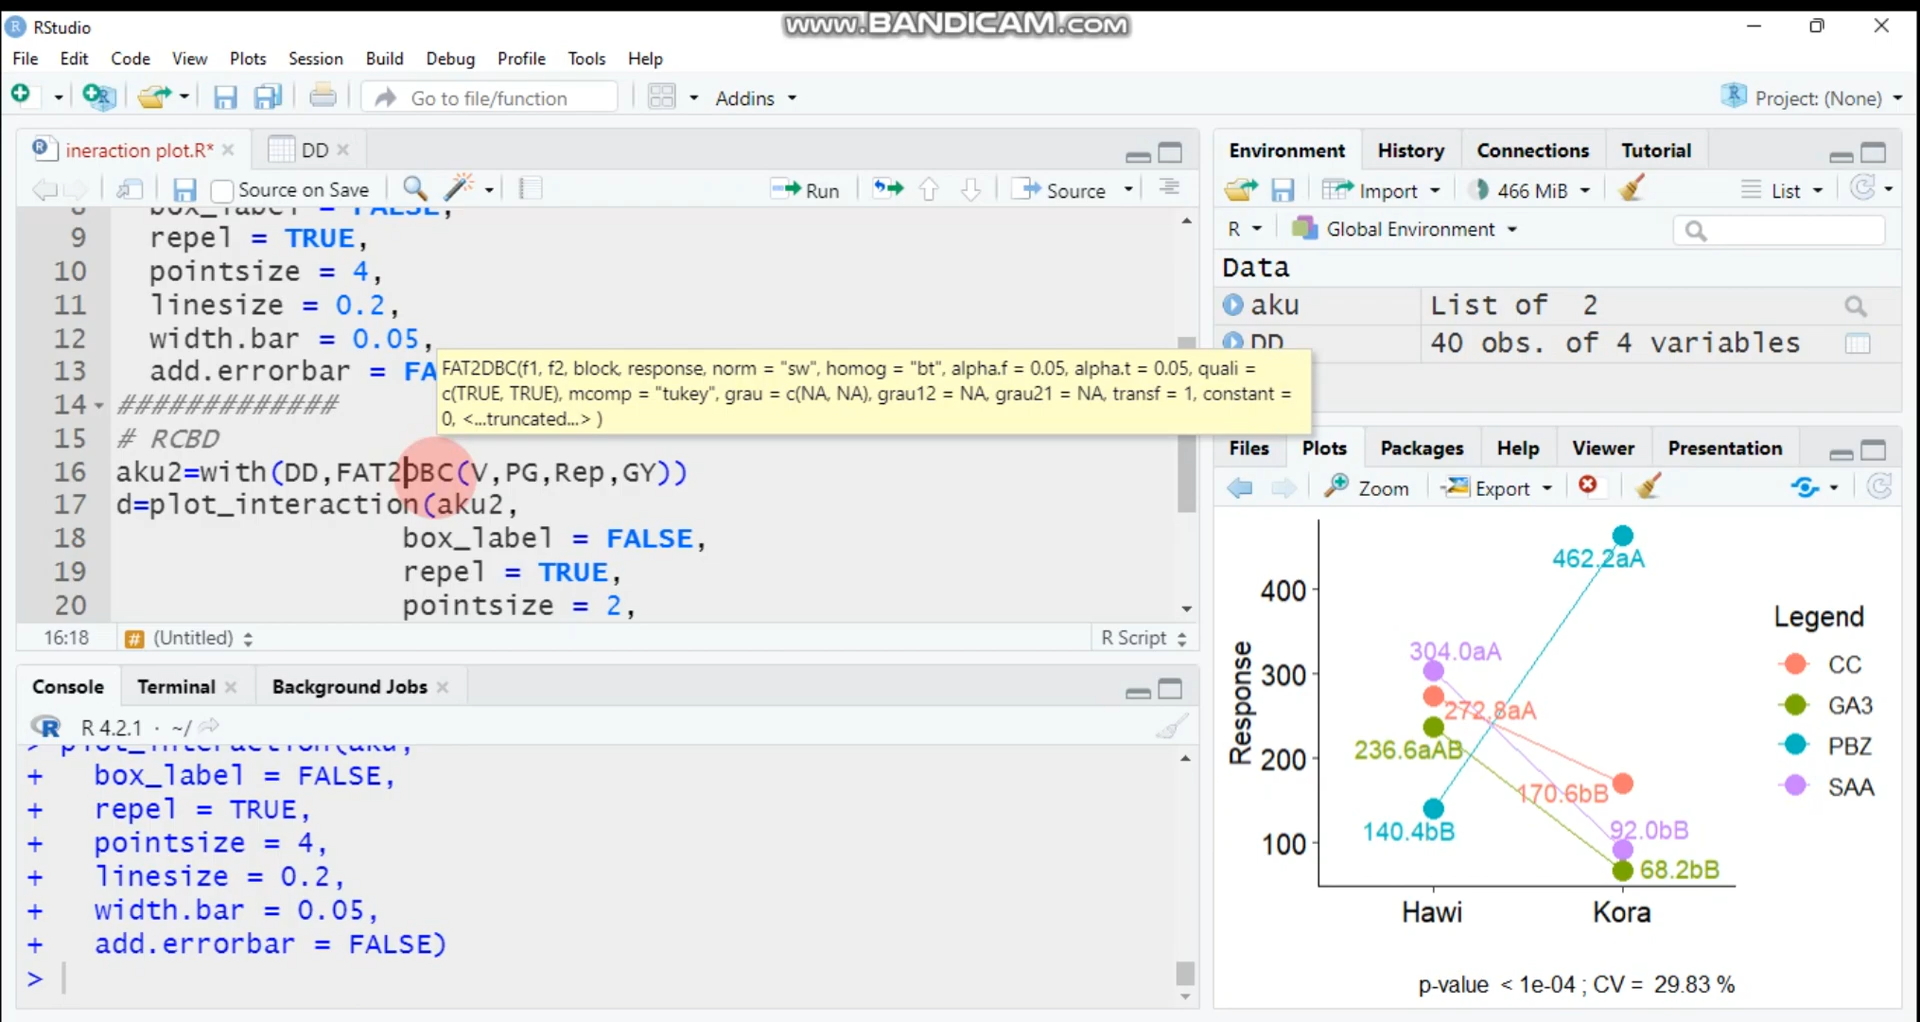 www.BANDICAM.com
RStudio
File Edit Code View Plots Session Build Debug Profile Tools Help
Go to file/function Addins Project: (None)
ineraction plot.R* DD
Source on Save Run Source
8 box_label = FALSE,
9 repel = TRUE,
10 pointsize = 4,
11 linesize = 0.2,
12 width.bar = 0.05,
13 add.errorbar = FA
14 #############
15 # RCBD
16 aku2=with(DD,FAT2DBC(V,PG,Rep,GY))
17 d=plot_interaction(aku2,
18 box_label = FALSE,
19 repel = TRUE,
20 pointsize = 2,
FAT2DBC(f1, f2, block, response, norm = "sw", homog = "bt", alpha.f = 0.05, alpha.t = 0.05, quali =
c(TRUE, TRUE), mcomp = "tukey", grau = c(NA, NA), grau12 = NA, grau21 = NA, transf = 1, constant =
0, <...truncated...> )
16:18 # (Untitled) R Script
Console Terminal Background Jobs
R R 4.2.1 · ~/
> plot_interaction(aku,
+ box_label = FALSE,
+ repel = TRUE,
+ pointsize = 4,
+ linesize = 0.2,
+ width.bar = 0.05,
+ add.errorbar = FALSE)
>
Environment History Connections Tutorial
Import 466 MiB List
R Global Environment
Data
aku List of 2
DD 40 obs. of 4 variables
Files Plots Packages Help Viewer Presentation
Zoom Export
Response
400
300
200
100
462.2aA
304.0aA
272.8aA
236.6aAB
170.6bB
140.4bB
92.0bB
68.2bB
Hawi Kora
Legend
CC
GA3
PBZ
SAA
p-value < 1e-04 ; CV = 29.83 %